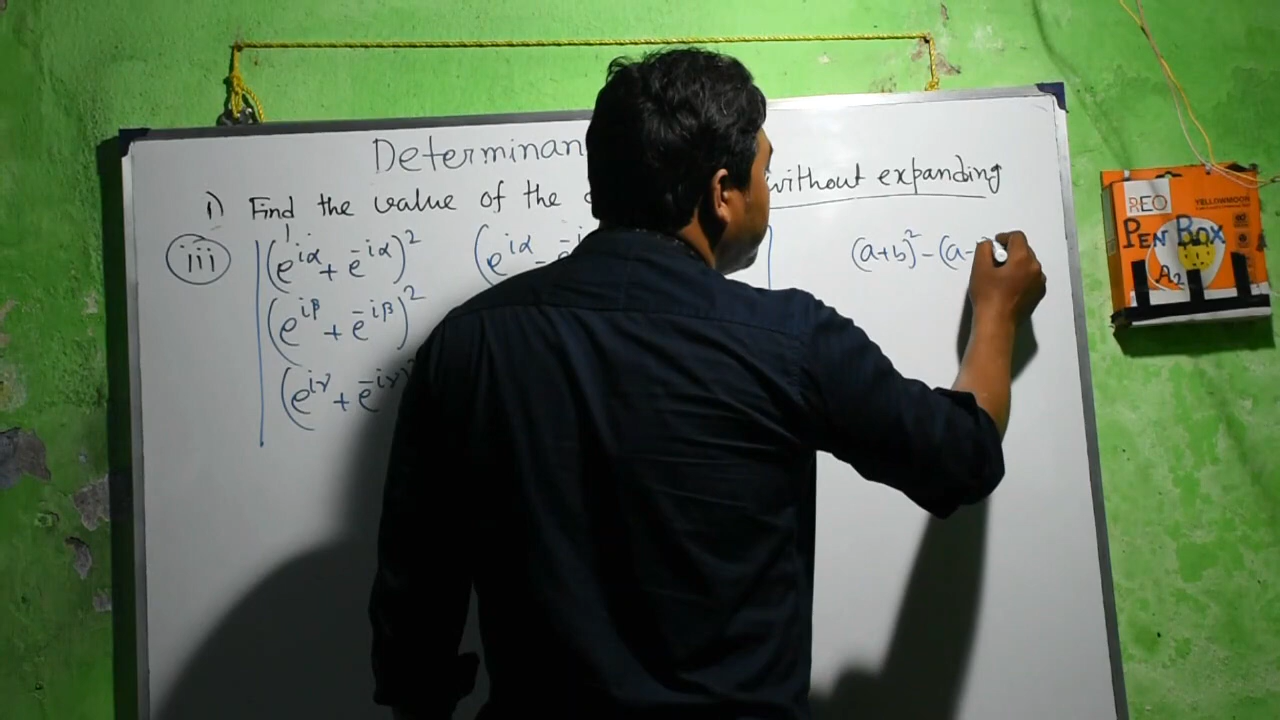 Determinan
1) Find the value of the without expanding
iii (e^{iα} + e^{-iα})^2 (e^{iα} - e^{-i (a+b)^2 - (a-
(e^{iβ} + e^{-iβ})^2
(e^{iγ} + e^{-iγ})^2
REO
YELLOWMOON
PEN BOX
A2